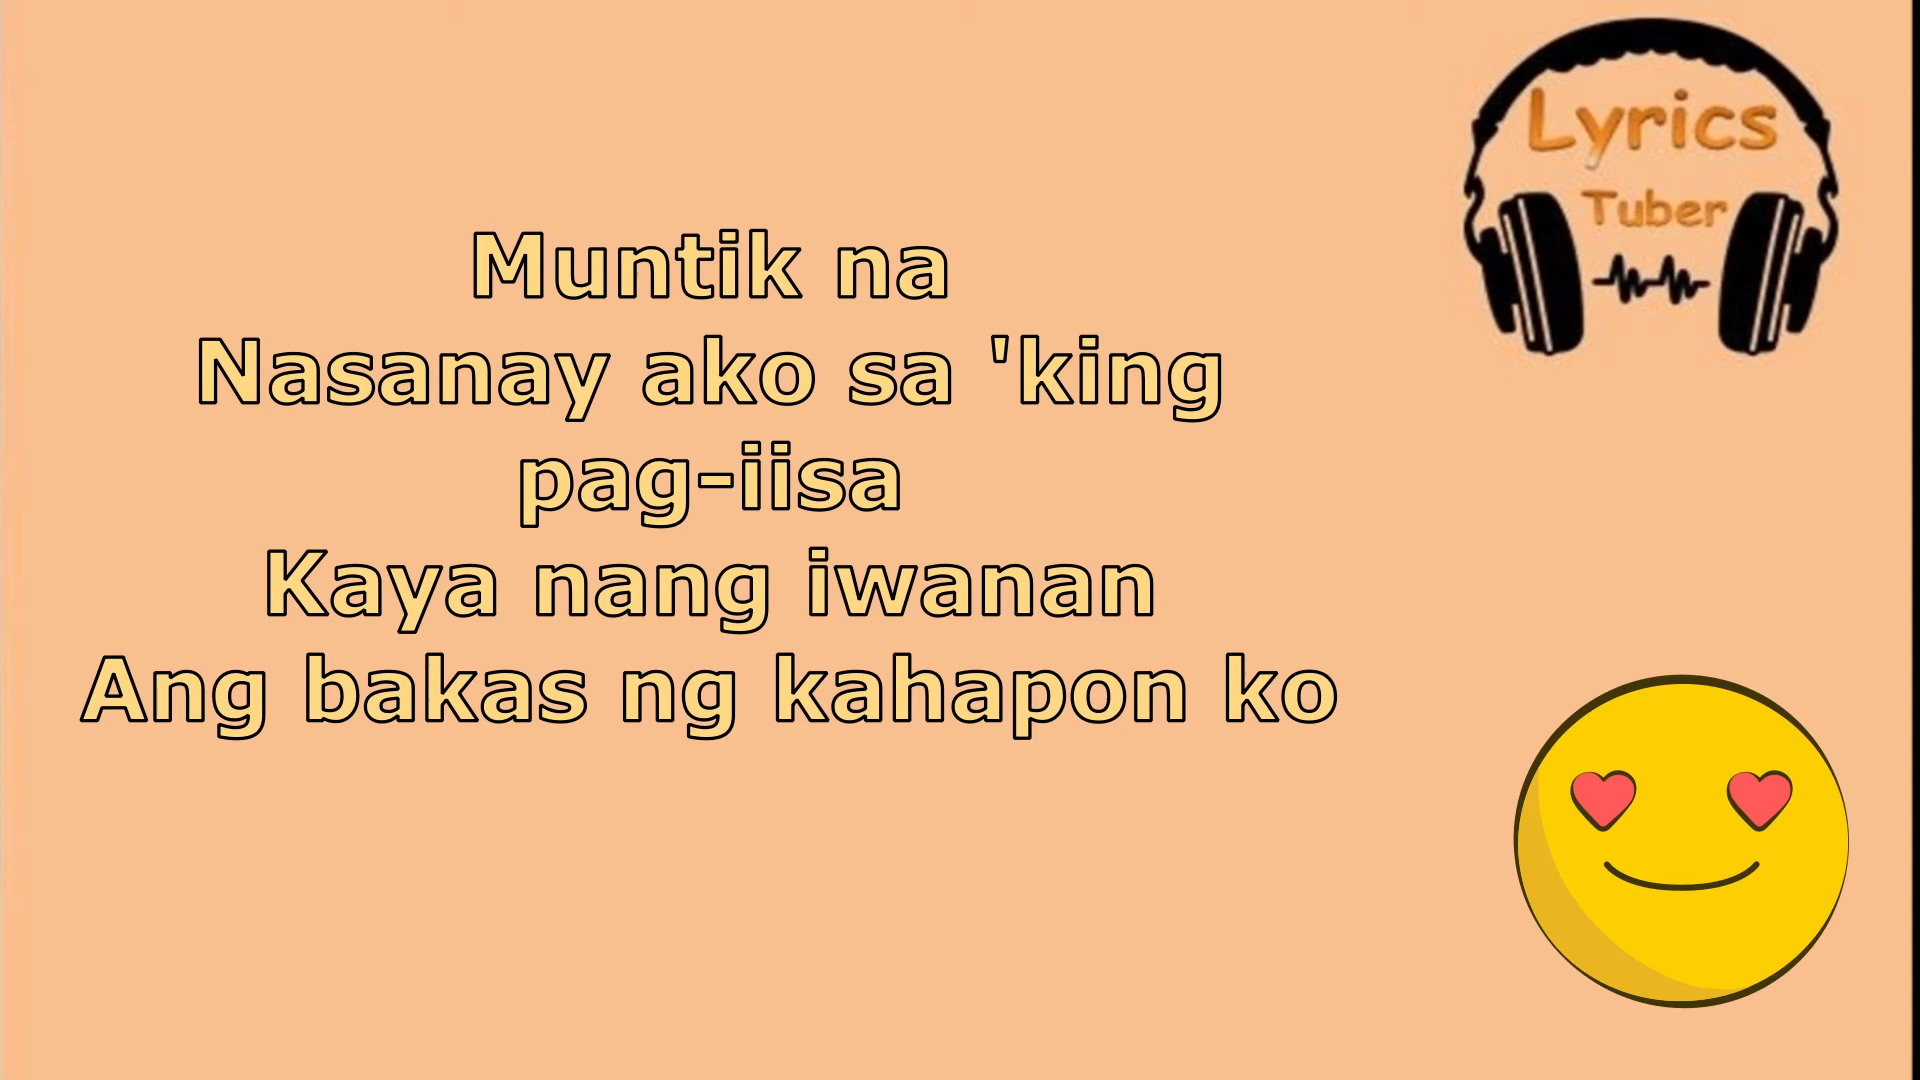 Lyrics
Tuber
Muntik na
Nasanay ako sa 'king
pag-iisa
Kaya nang iwanan
Ang bakas ng kahapon ko